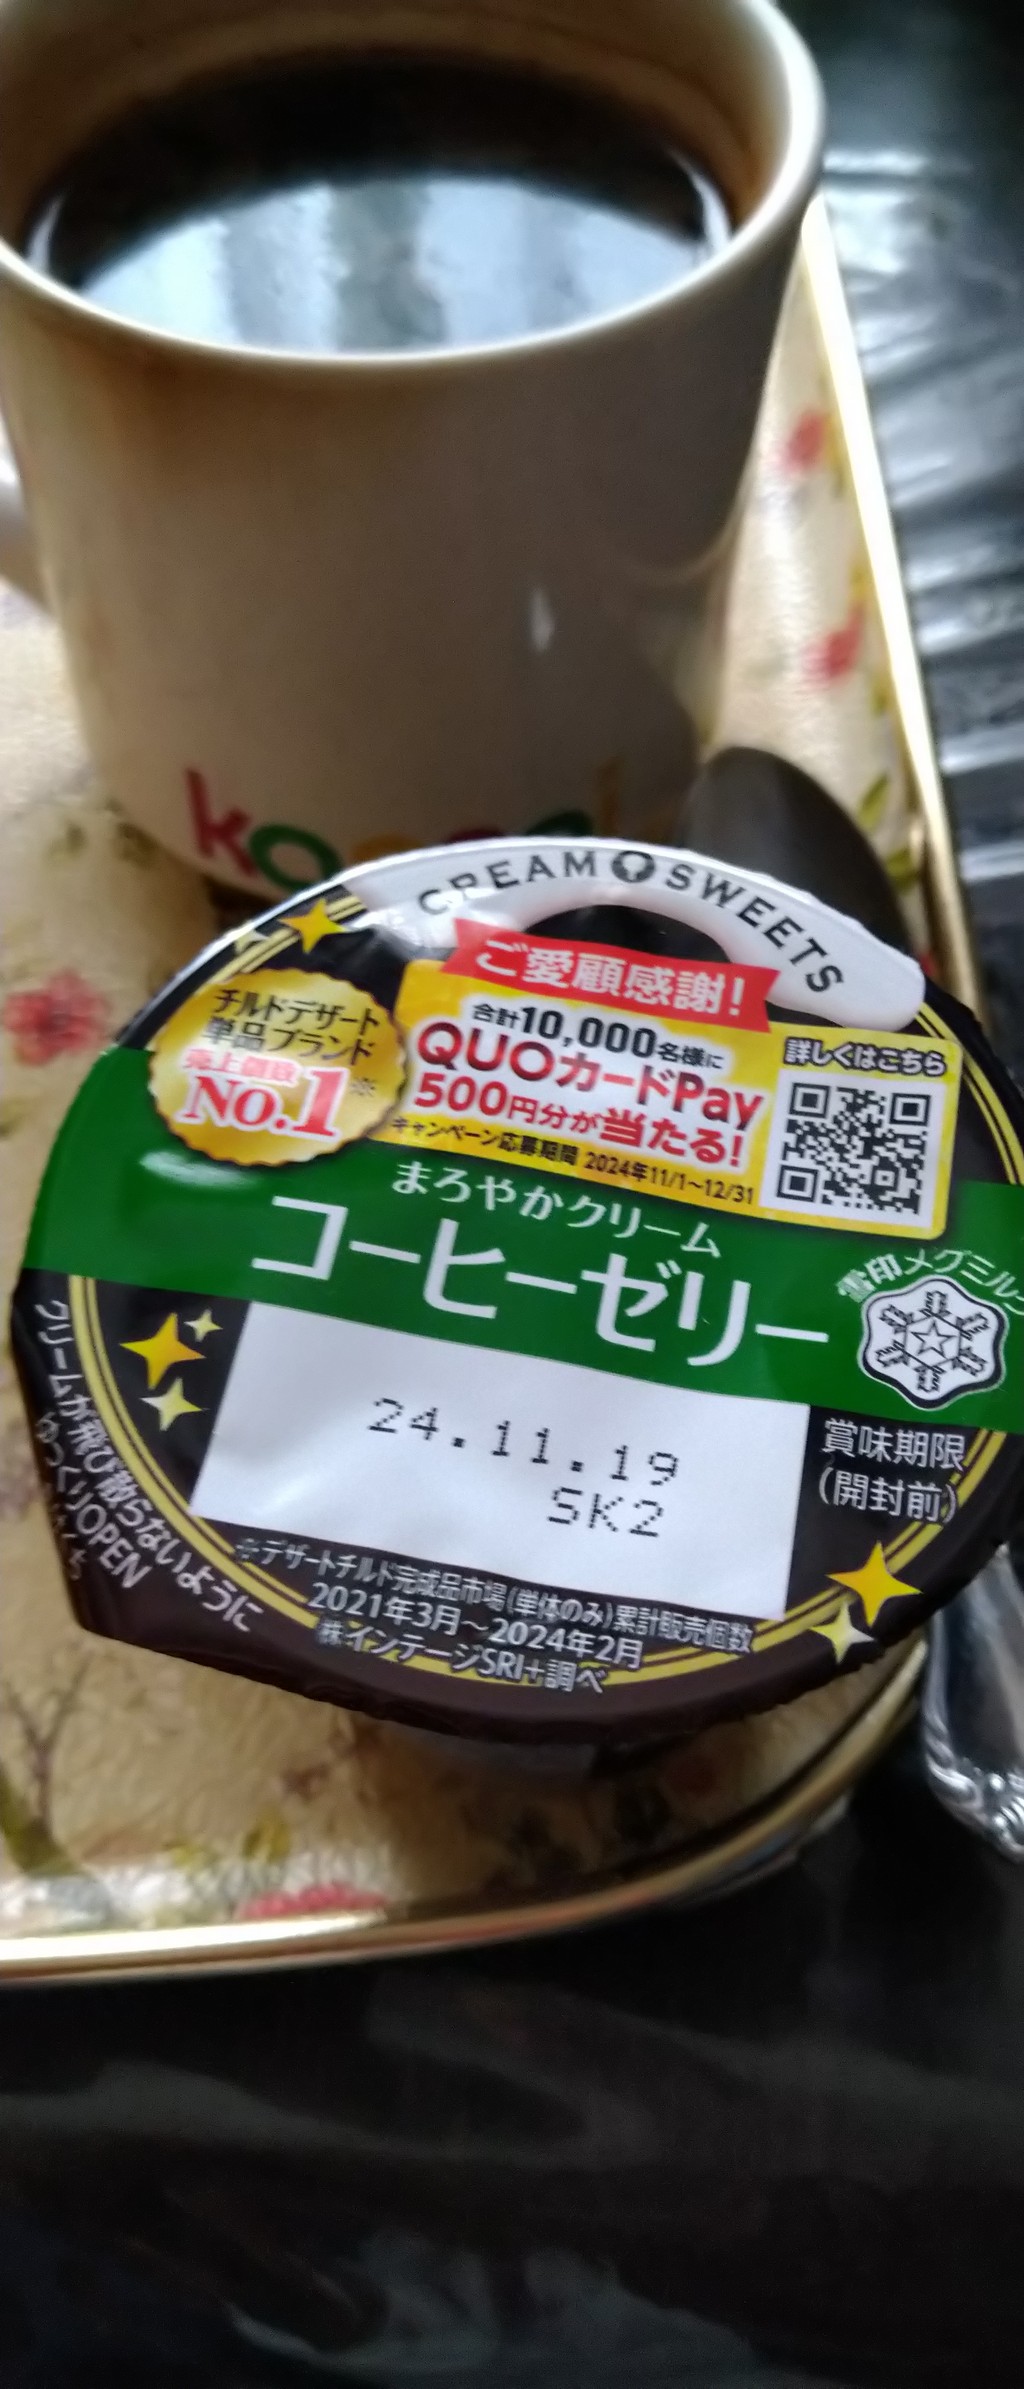 CREAM SWEETS
ご愛顧感謝!
チルドデザート
単品ブランド
売上個数
No.1※
合計10,000名様に
QUOカードPay
500円分が当たる!
キャンペーン応募期間 2024年11/1~12/31
詳しくはこちら
まろやかクリーム
コーヒーゼリー
雪印メグミルク
24.11.19
SK2
賞味期限
(開封前)
クリームが飛び散らないように
ゆっくりOPEN
※デザートチルド完成品市場(単体のみ)累計販売個数
2021年3月~2024年2月
㈱インテージSRI+調べ